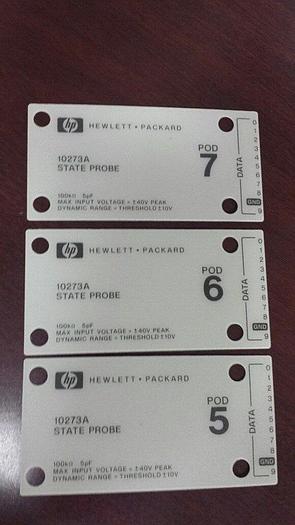 hp HEWLETT • PACKARD
10273A
STATE PROBE
POD
7
100kΩ 5pF
MAX INPUT VOLTAGE = ±40V PEAK
DYNAMIC RANGE = THRESHOLD ±10V
DATA
0
1
2
3
4
5
6
7
8
GND
9
hp HEWLETT • PACKARD
10273A
STATE PROBE
POD
6
100kΩ 5pF
MAX INPUT VOLTAGE = ±40V PEAK
DYNAMIC RANGE = THRESHOLD ±10V
DATA
0
1
2
3
4
5
6
7
8
GND
9
hp HEWLETT • PACKARD
10273A
STATE PROBE
POD
5
100kΩ 5pF
MAX INPUT VOLTAGE = ±40V PEAK
DYNAMIC RANGE = THRESHOLD ±10V
DATA
0
1
2
3
4
5
6
7
8
GND
9